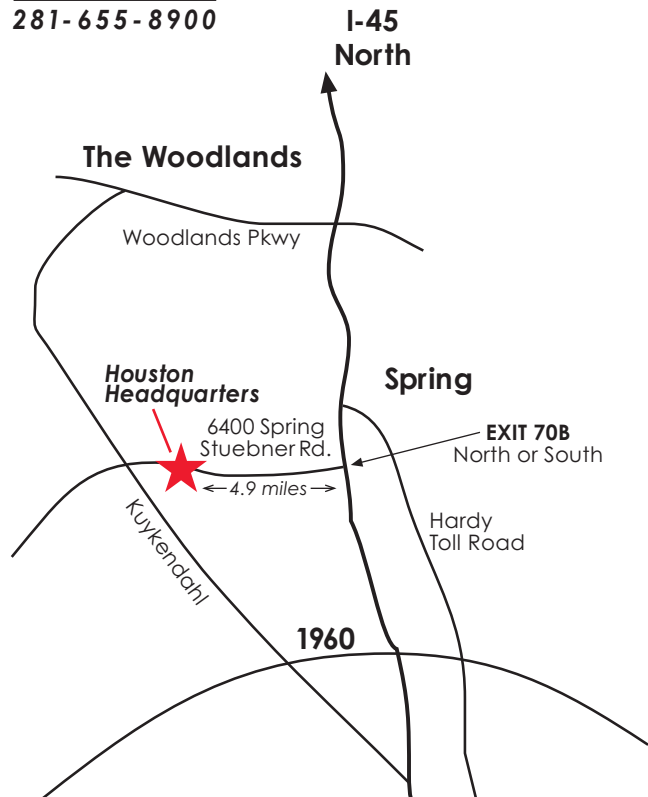 281-655-8900
I-45
North
The Woodlands
Woodlands Pkwy
Houston
Headquarters
Spring
6400 Spring
Stuebner Rd.
EXIT 70B
North or South
4.9 miles
Kuykendahl
Hardy
Toll Road
1960